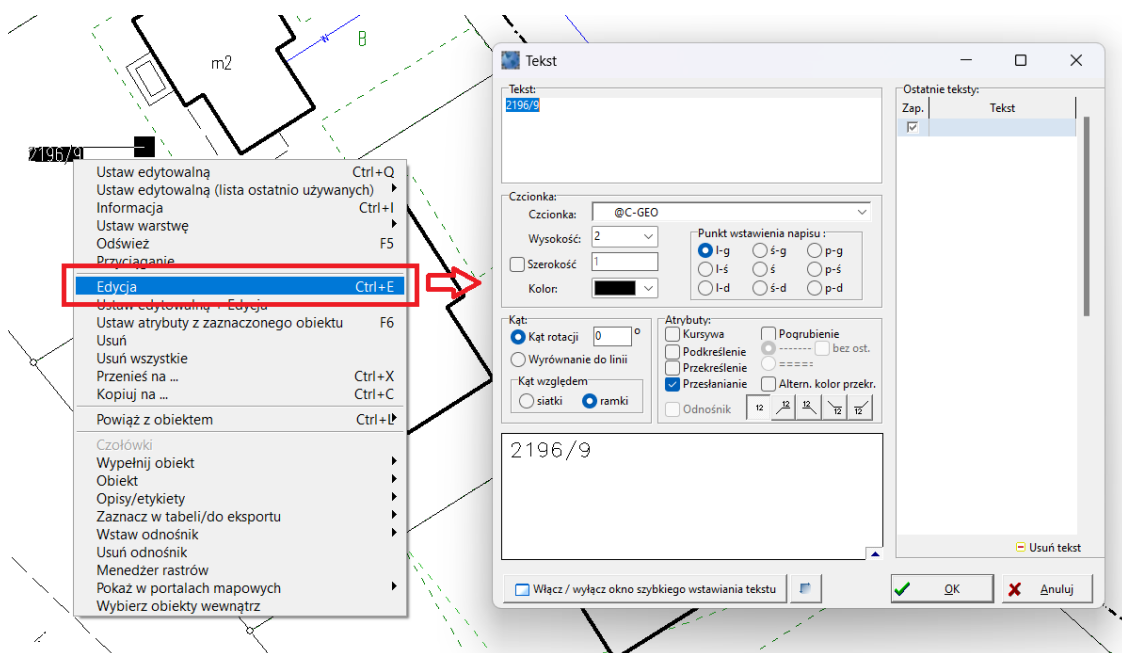 m2
B
2196/9
Ustaw edytowalną Ctrl+Q
Ustaw edytowalną (lista ostatnio używanych)
Informacja Ctrl+I
Ustaw warstwę
Odśwież F5
Przyciąganie
Edycja Ctrl+E
Ustaw edytowalną + Edycja
Ustaw atrybuty z zaznaczonego obiektu F6
Usuń
Usuń wszystkie
Przenieś na ... Ctrl+X
Kopiuj na ... Ctrl+C
Powiąż z obiektem Ctrl+L
Czołówki
Wypełnij obiekt
Obiekt
Opisy/etykiety
Zaznacz w tabeli/do eksportu
Wstaw odnośnik
Usuń odnośnik
Menedżer rastrów
Pokaż w portalach mapowych
Wybierz obiekty wewnątrz
Tekst
Tekst:
2196/9
Czcionka:
Czcionka: @C-GEO
Wysokość: 2
Szerokość 1
Kolor:
Punkt wstawienia napisu :
l-g ś-g p-g
l-ś ś p-ś
l-d ś-d p-d
Kąt:
Kąt rotacji 0 °
Wyrównanie do linii
Kąt względem
siatki ramki
Atrybuty:
Kursywa Pogrubienie
Podkreślenie ------- bez ost.
Przekreślenie ====:
Przesłanianie Altern. kolor przekr.
Odnośnik 12 12 12 12 12
2196/9
Włącz / wyłącz okno szybkiego wstawiania tekstu
Ostatnie teksty:
Zap. Tekst
Usuń tekst
OK Anuluj